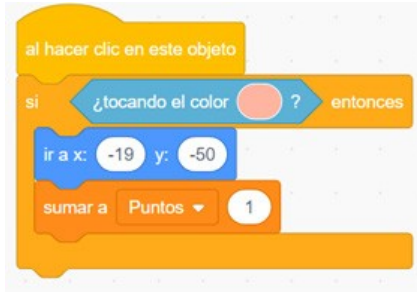 al hacer clic en este objeto
si ¿tocando el color ? entonces
ir a x: -19 y: -50
sumar a Puntos 1